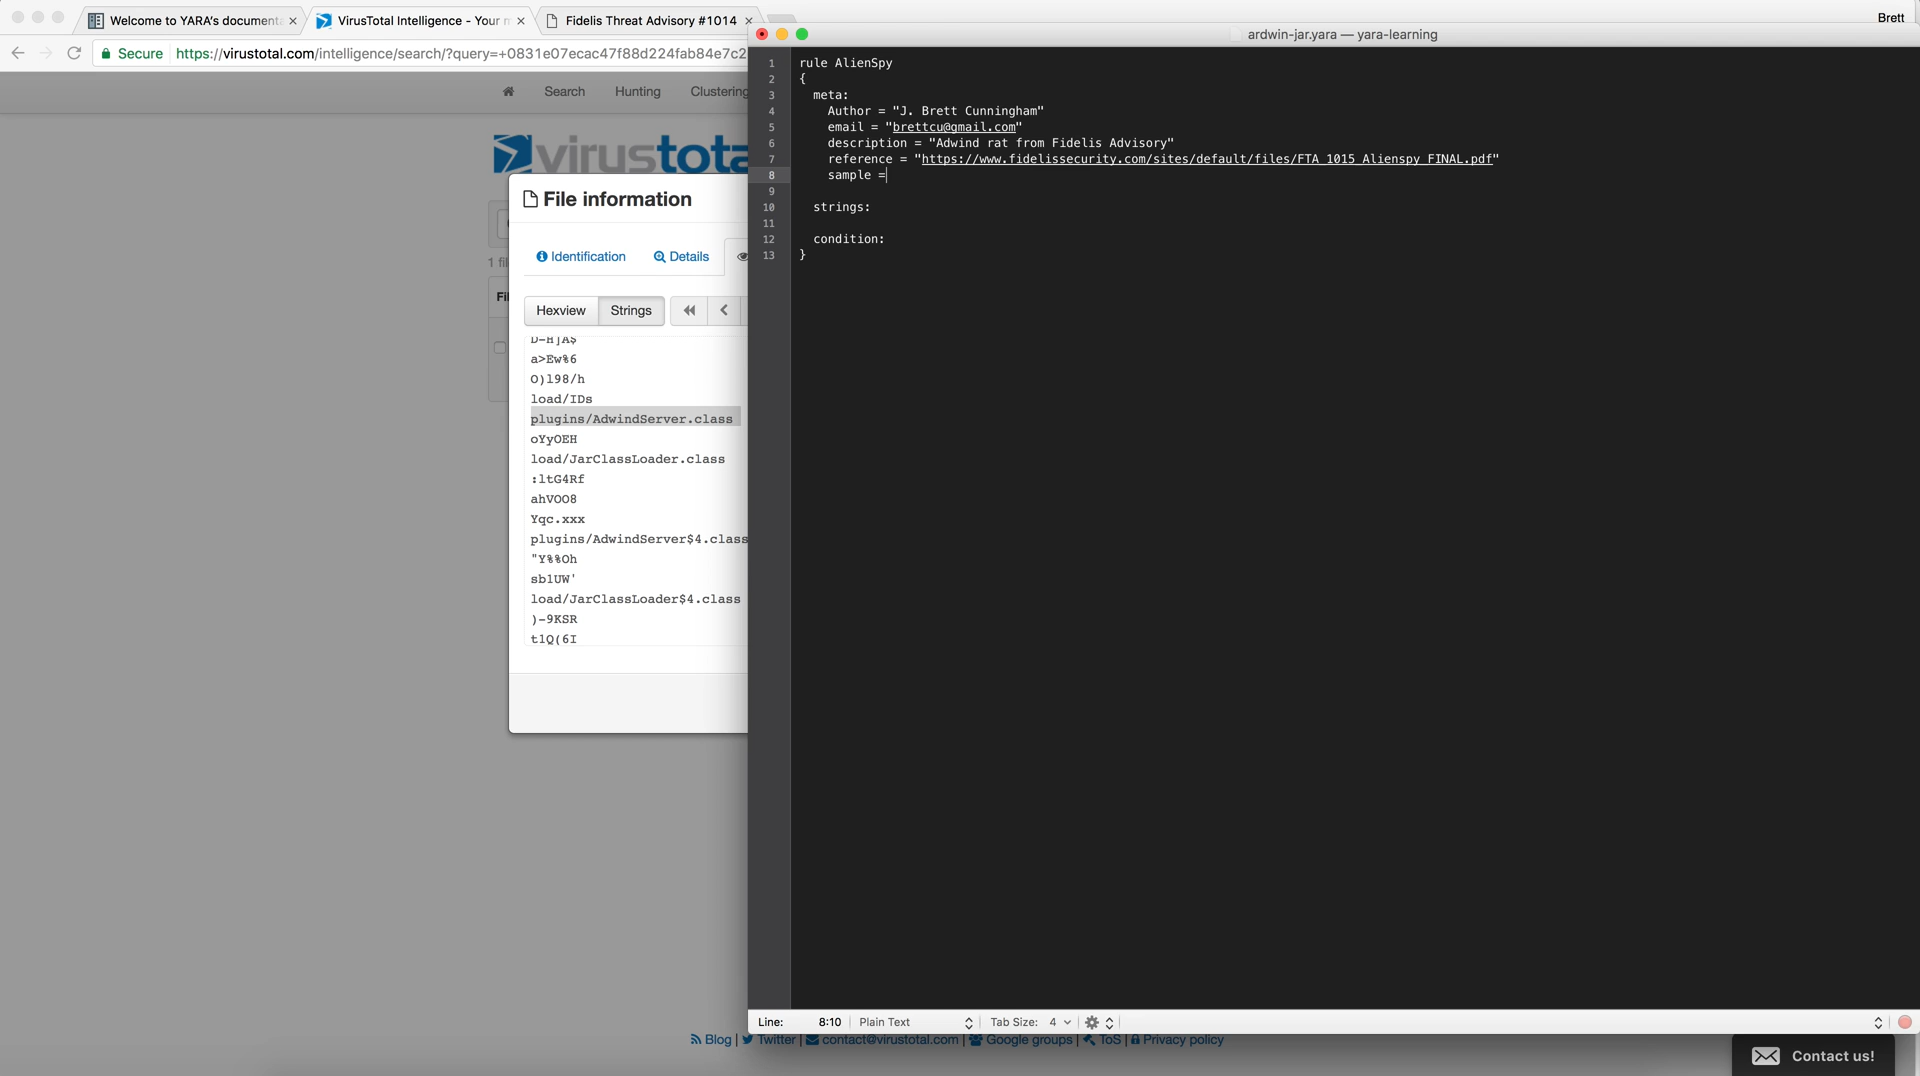 Welcome to YARA's documenta
VirusTotal Intelligence - Your m
Fidelis Threat Advisory #1014
Brett
Secure
https://virustotal.com/intelligence/search/?query=+0831e07ecac47f88d224fab84e7c2
Search
Hunting
Clustering
virustota
1 fil
Fil
File information
Identification
Details
Hexview
Strings
D-H]A$
a>Ew%6
O)l98/h
load/IDs
plugins/AdwindServer.class
oYyOEH
load/JarClassLoader.class
:ltG4Rf
ahVOO8
Yqc.xxx
plugins/AdwindServer$4.class
"Y%%Oh
sb1UW'
load/JarClassLoader$4.class
)-9KSR
t1Q(6I
ardwin-jar.yara — yara-learning
1 rule AlienSpy
2 {
3 meta:
4 Author = "J. Brett Cunningham"
5 email = "brettcu@gmail.com"
6 description = "Adwind rat from Fidelis Advisory"
7 reference = "https://www.fidelissecurity.com/sites/default/files/FTA_1015_Alienspy_FINAL.pdf"
8 sample =
9
10 strings:
11
12 condition:
13 }
Line: 8:10 Plain Text Tab Size: 4
Blog | Twitter | contact@virustotal.com | Google groups | ToS | Privacy policy
Contact us!